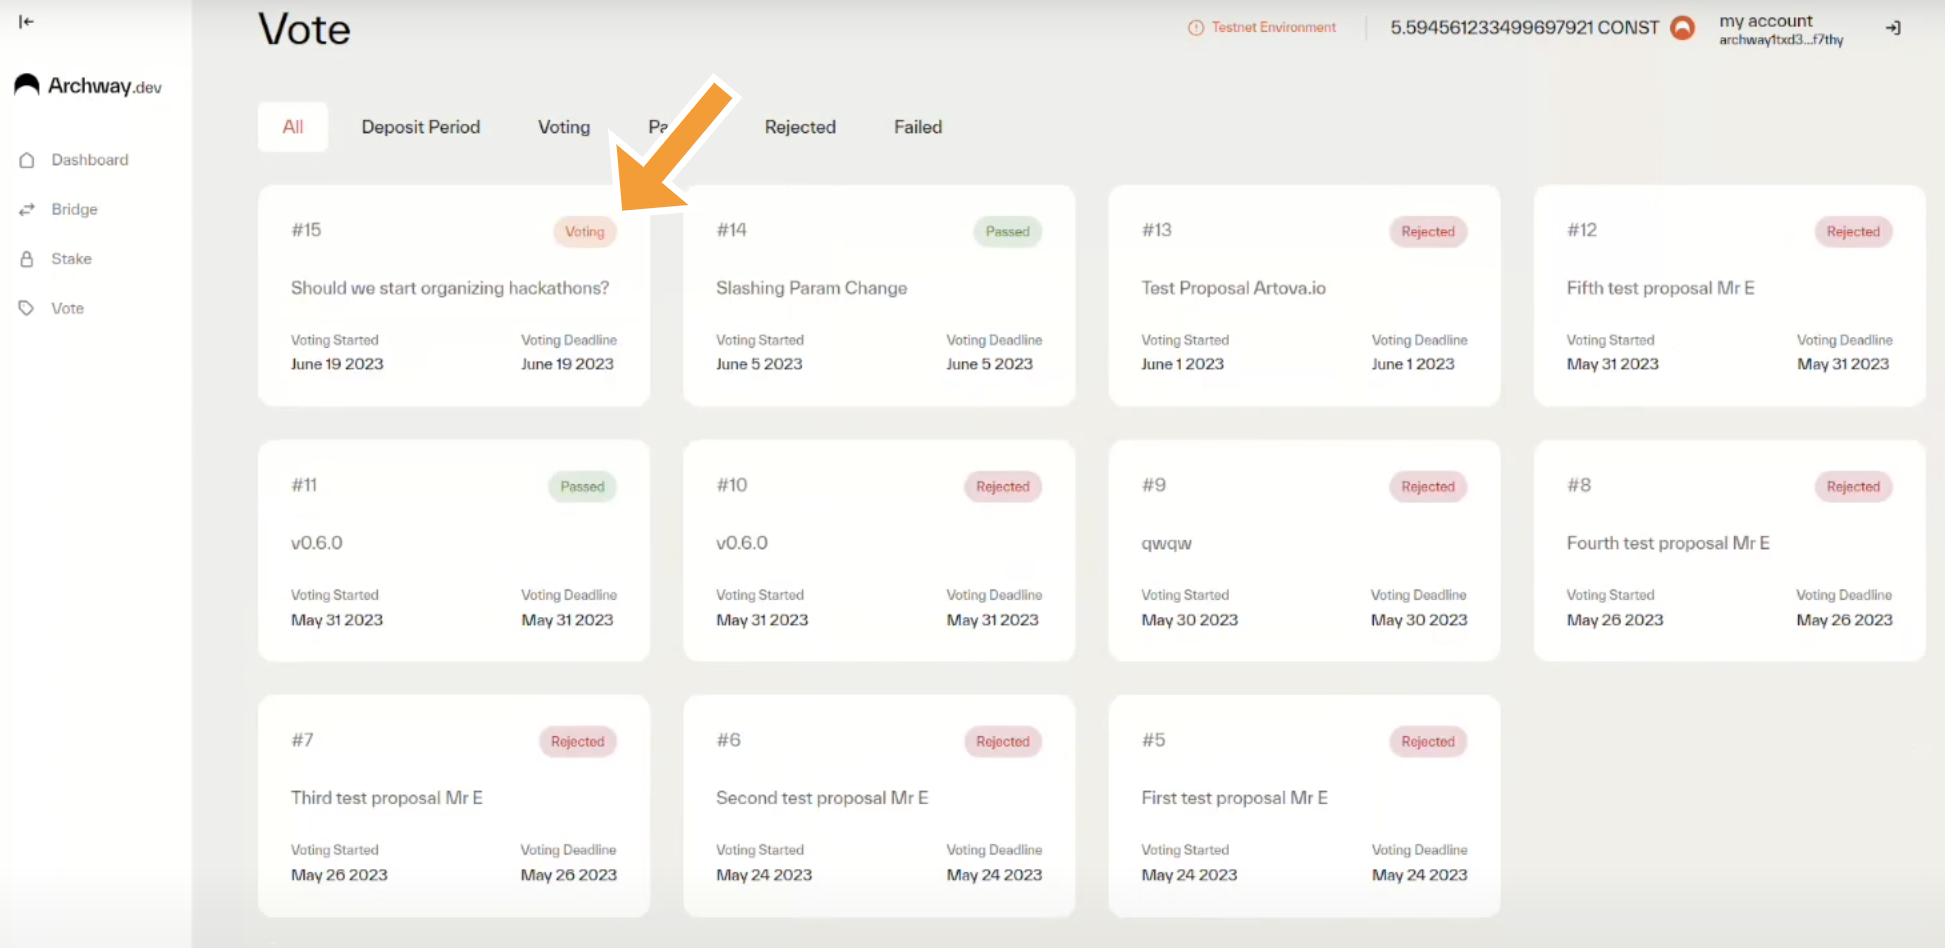 Vote
Testnet Environment
5.594561233499697921 CONST
my account
archway1txd3...f7thy
Archway.dev
Dashboard
Bridge
Stake
Vote
All Deposit Period Voting Rejected Failed
#15 Voting
Should we start organizing hackathons?
Voting Started Voting Deadline
June 19 2023 June 19 2023
#14 Passed
Slashing Param Change
Voting Started Voting Deadline
June 5 2023 June 5 2023
#13 Rejected
Test Proposal Artova.io
Voting Started Voting Deadline
June 1 2023 June 1 2023
#12 Rejected
Fifth test proposal Mr E
Voting Started Voting Deadline
May 31 2023 May 31 2023
#11 Passed
v0.6.0
Voting Started Voting Deadline
May 31 2023 May 31 2023
#10 Rejected
v0.6.0
Voting Started Voting Deadline
May 31 2023 May 31 2023
#9 Rejected
qwqw
Voting Started Voting Deadline
May 30 2023 May 30 2023
#8 Rejected
Fourth test proposal Mr E
Voting Started Voting Deadline
May 26 2023 May 26 2023
#7 Rejected
Third test proposal Mr E
Voting Started Voting Deadline
May 26 2023 May 26 2023
#6 Rejected
Second test proposal Mr E
Voting Started Voting Deadline
May 24 2023 May 24 2023
#5 Rejected
First test proposal Mr E
Voting Started Voting Deadline
May 24 2023 May 24 2023